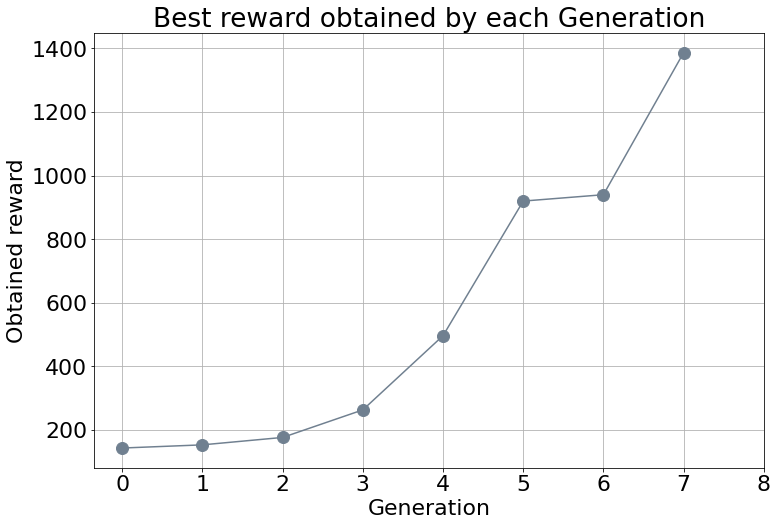 Best reward obtained by each Generation
1400
1200
1000
800
600
400
200
Obtained reward
0 1 2 3 4 5 6 7 8
Generation